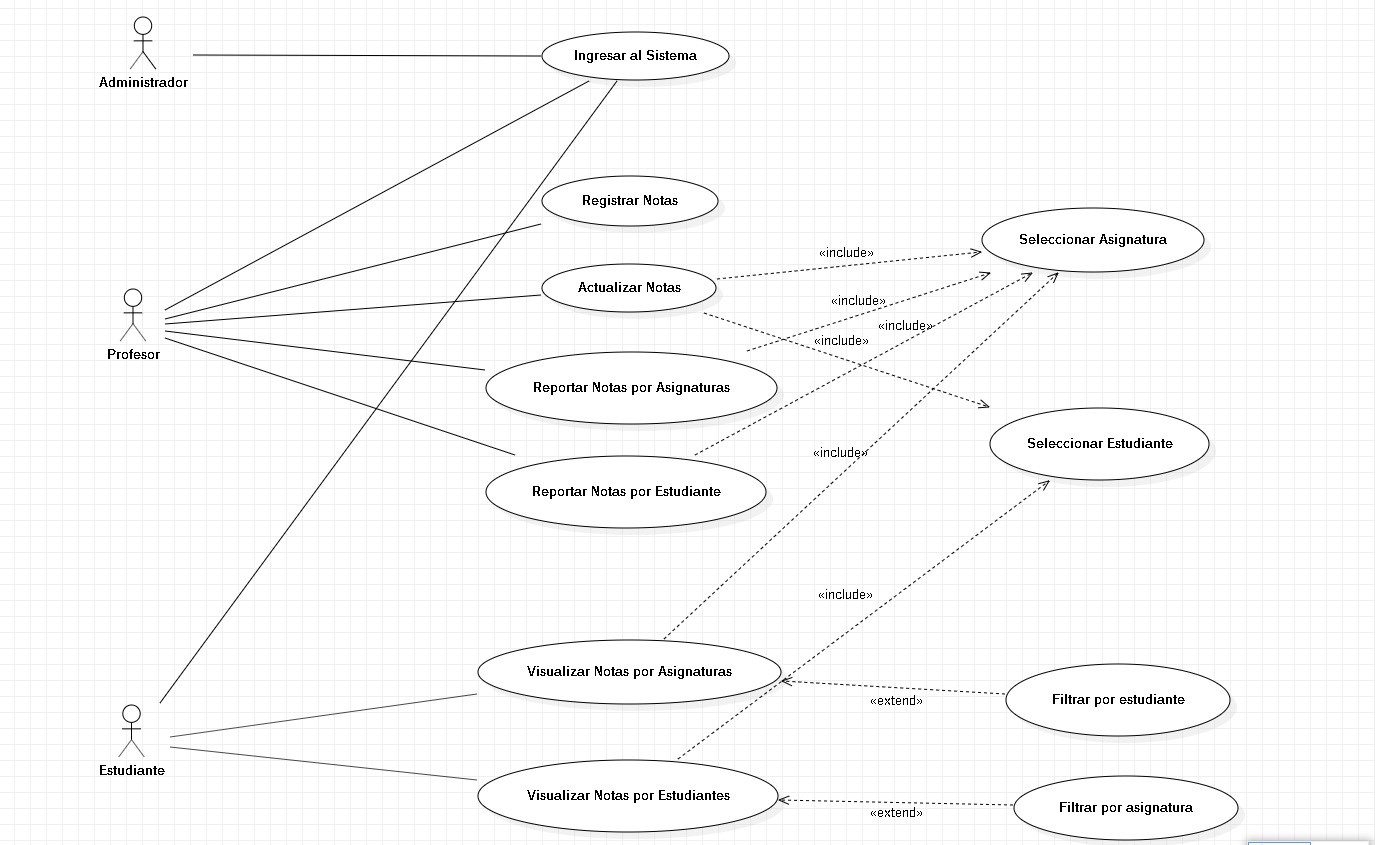 Administrador
Ingresar al Sistema
Registrar Notas
Seleccionar Asignatura
«include»
Actualizar Notas
«include»
«include»
«include»
Profesor
Reportar Notas por Asignaturas
Seleccionar Estudiante
«include»
Reportar Notas por Estudiante
«include»
Visualizar Notas por Asignaturas
Filtrar por estudiante
«extend»
Estudiante
Visualizar Notas por Estudiantes
Filtrar por asignatura
«extend»